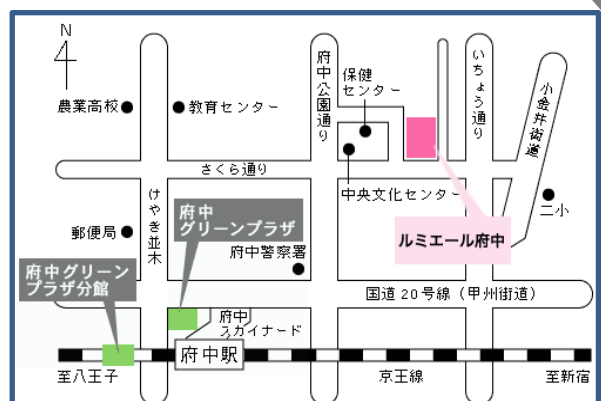 N
農業高校
教育センター
府中公園通り
保健
センター
いちょう通り
小金井街道
さくら通り
中央文化センター
けやき並木
府中
グリーンプラザ
郵便局
府中警察署
ルミエール府中
二小
府中グリーン
プラザ分館
国道20号線（甲州街道）
府中
スカイナード
府中駅
至八王子
京王線
至新宿